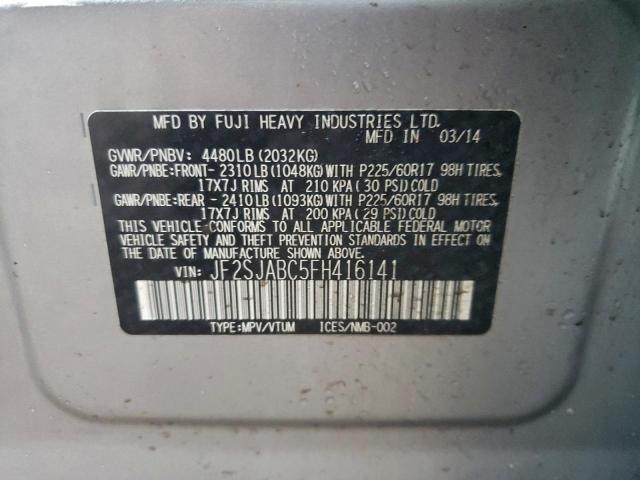 MFD BY FUJI HEAVY INDUSTRIES LTD.
MFD IN 03/14
GVWR/PNBV: 4480LB(2032KG)
GAWR/PNBE:FRONT-2310LB(1048KG)WITH P225/60R17 98H TIRES,
17X7J RIMS AT 210 KPA(30 PSI)COLD
GAWR/PNBE:REAR -2410LB(1093KG)WITH P225/60R17 98H TIRES,
17X7J RIMS AT 200 KPA(29 PSI)COLD
THIS VEHICLE CONFORMS TO ALL APPLICABLE FEDERAL MOTOR
VEHICLE SAFETY AND THEFT PREVENTION STANDARDS IN EFFECT
ON THE DATE OF MANUFACTURE SHOWN ABOVE.
VIN: JF2SJABC5FH416141
TYPE:MPV/VTUM ICES/NMB-002